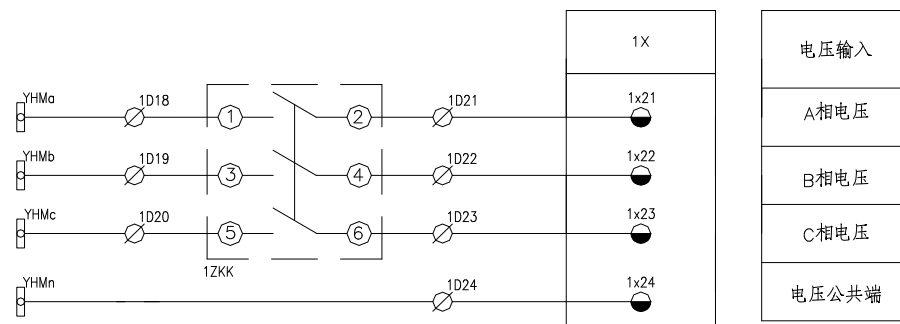 1X
电压输入
YHMa
1D18
1
2
1D21
1x21
A相电压
YHMb
1D19
3
4
1D22
1x22
B相电压
YHMc
1D20
5
6
1D23
1x23
C相电压
1ZKK
YHMn
1D24
1x24
电压公共端